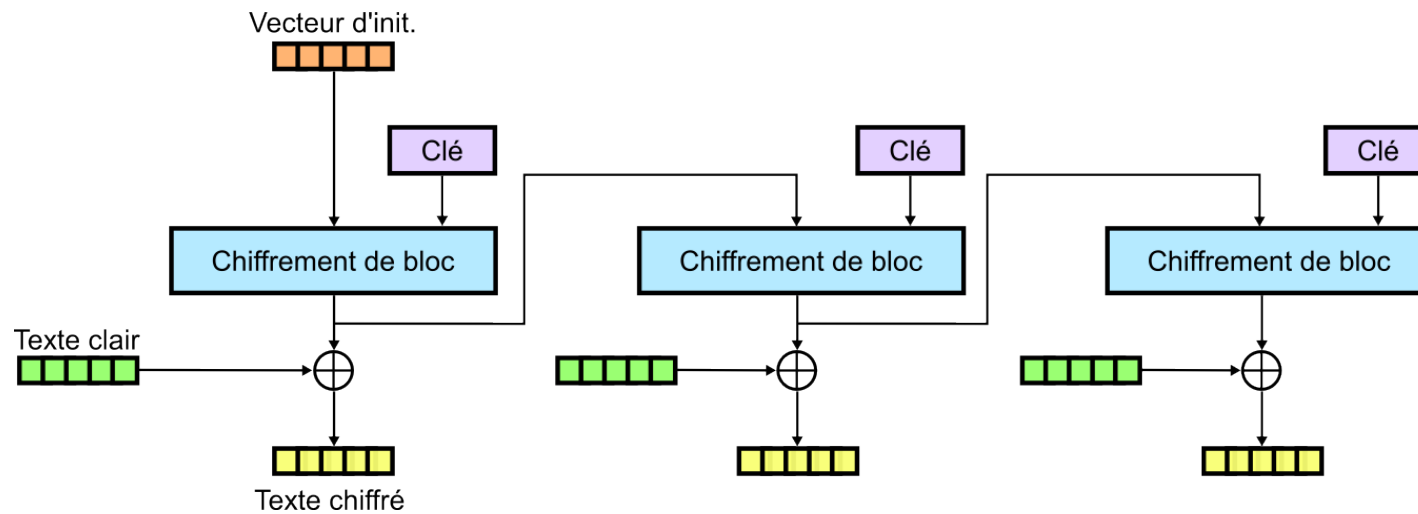 Vecteur d'init.
Clé
Clé
Clé
Chiffrement de bloc
Chiffrement de bloc
Chiffrement de bloc
Texte clair
Texte chiffré